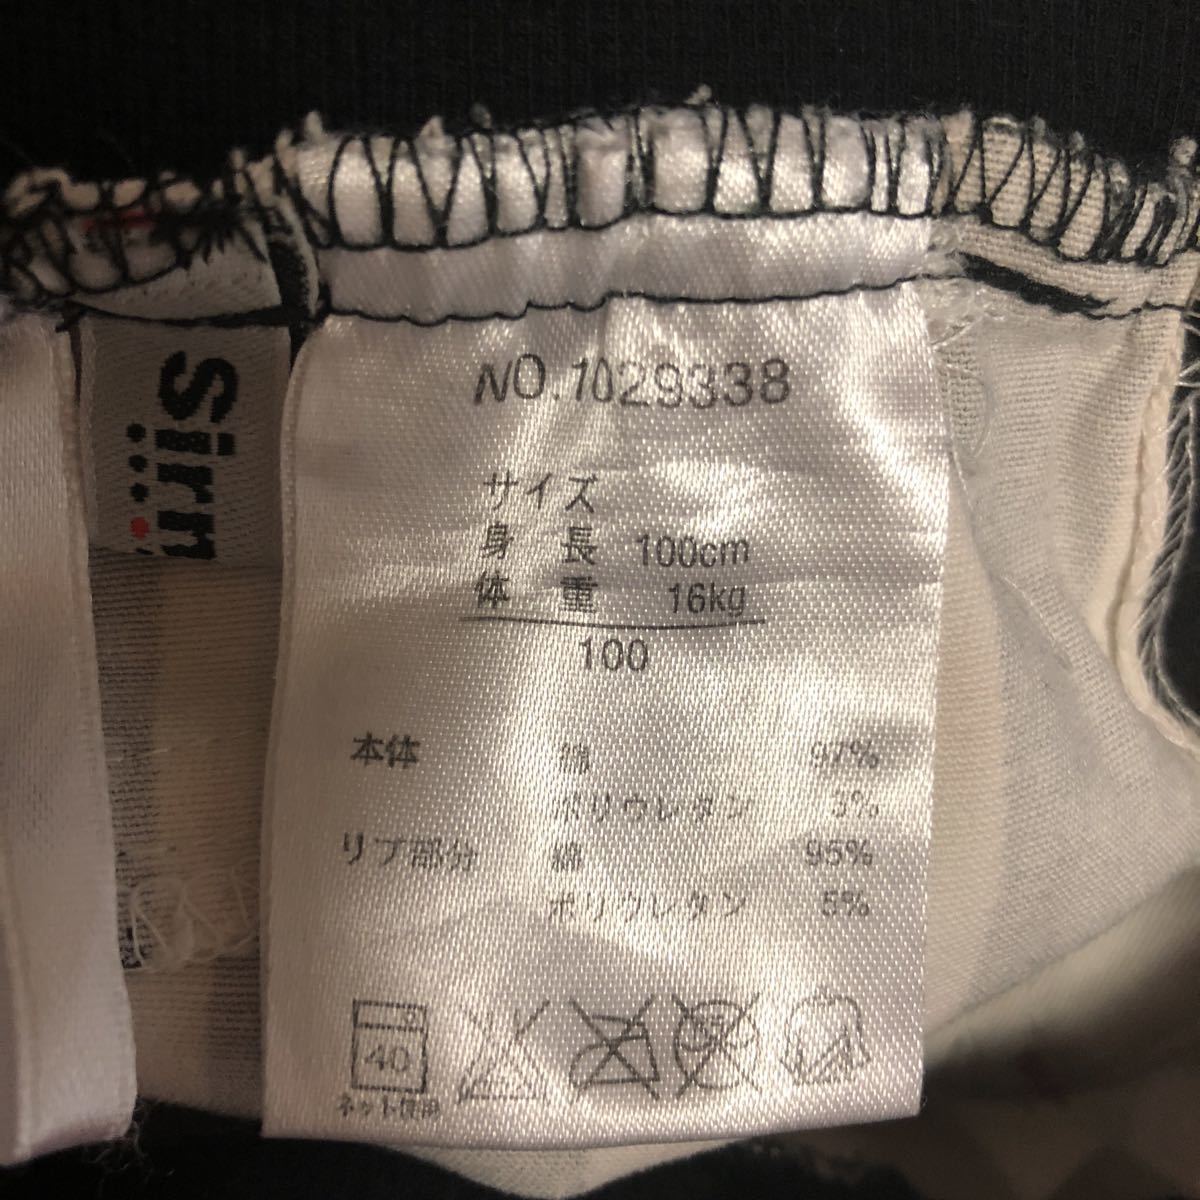 NO.1029338
サイズ
身長 100cm
体重 16kg
100
本体 綿 97%
ポリウレタン 3%
リブ部分 綿 95%
ポリウレタン 5%
40
ネット使用